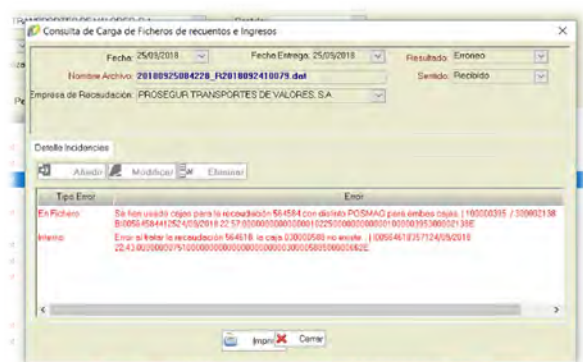 Consulta de Carga de Ficheros de recuentos e Ingresos
Fecha: 25/09/2018 Fecha Entrega: 25/09/2018 Resultado: Erroneo
Nombre Archivo: 20180925084228_R2018092410079.dat Sentido: Recibido
Empresa de Recaudación: PROSEGUR TRANSPORTES DE VALORES, S.A
Detalle Incidencias
Añadir Modificar Eliminar
Tipo Error Error
En Fichero Se han usado cajas para la recaudación 564584 con distinto POSMAG para ambas cajas.
Interno Error al tratar la recaudación 564618: la caja 030000588 no existe.
Cerrar